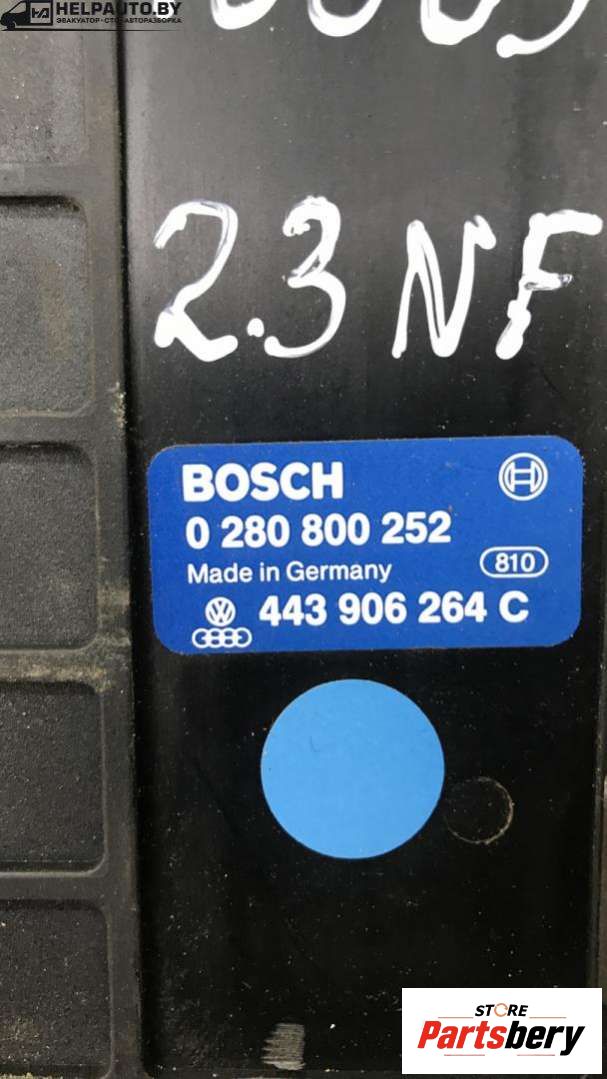 HELPAUTO.BY
ЭВАКУАТОР-СТО-АВТОРАЗБОРКА
2.3 NF
BOSCH
0 280 800 252
Made in Germany 810
443 906 264 C
STORE
Partsbery